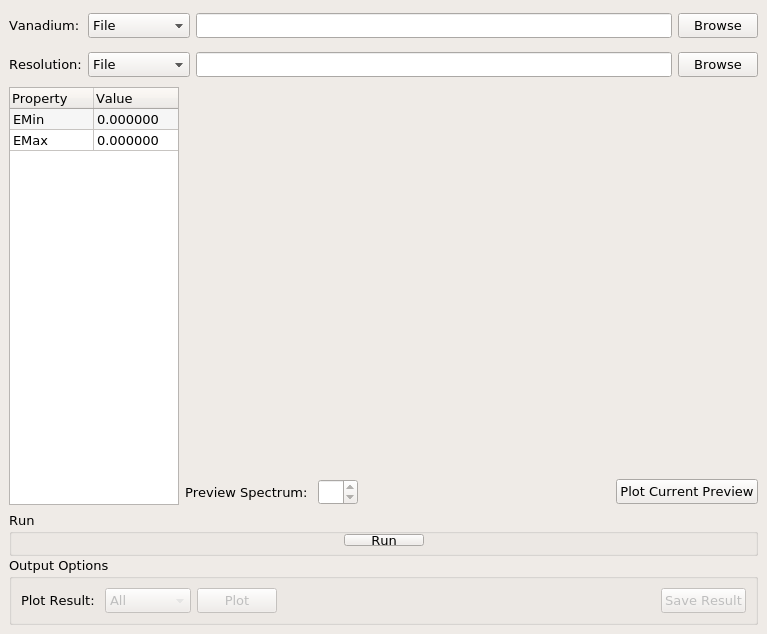 Vanadium: File Browse
Resolution: File Browse
Property Value
EMin 0.000000
EMax 0.000000
Preview Spectrum: Plot Current Preview
Run
Run
Output Options
Plot Result: All Plot Save Result